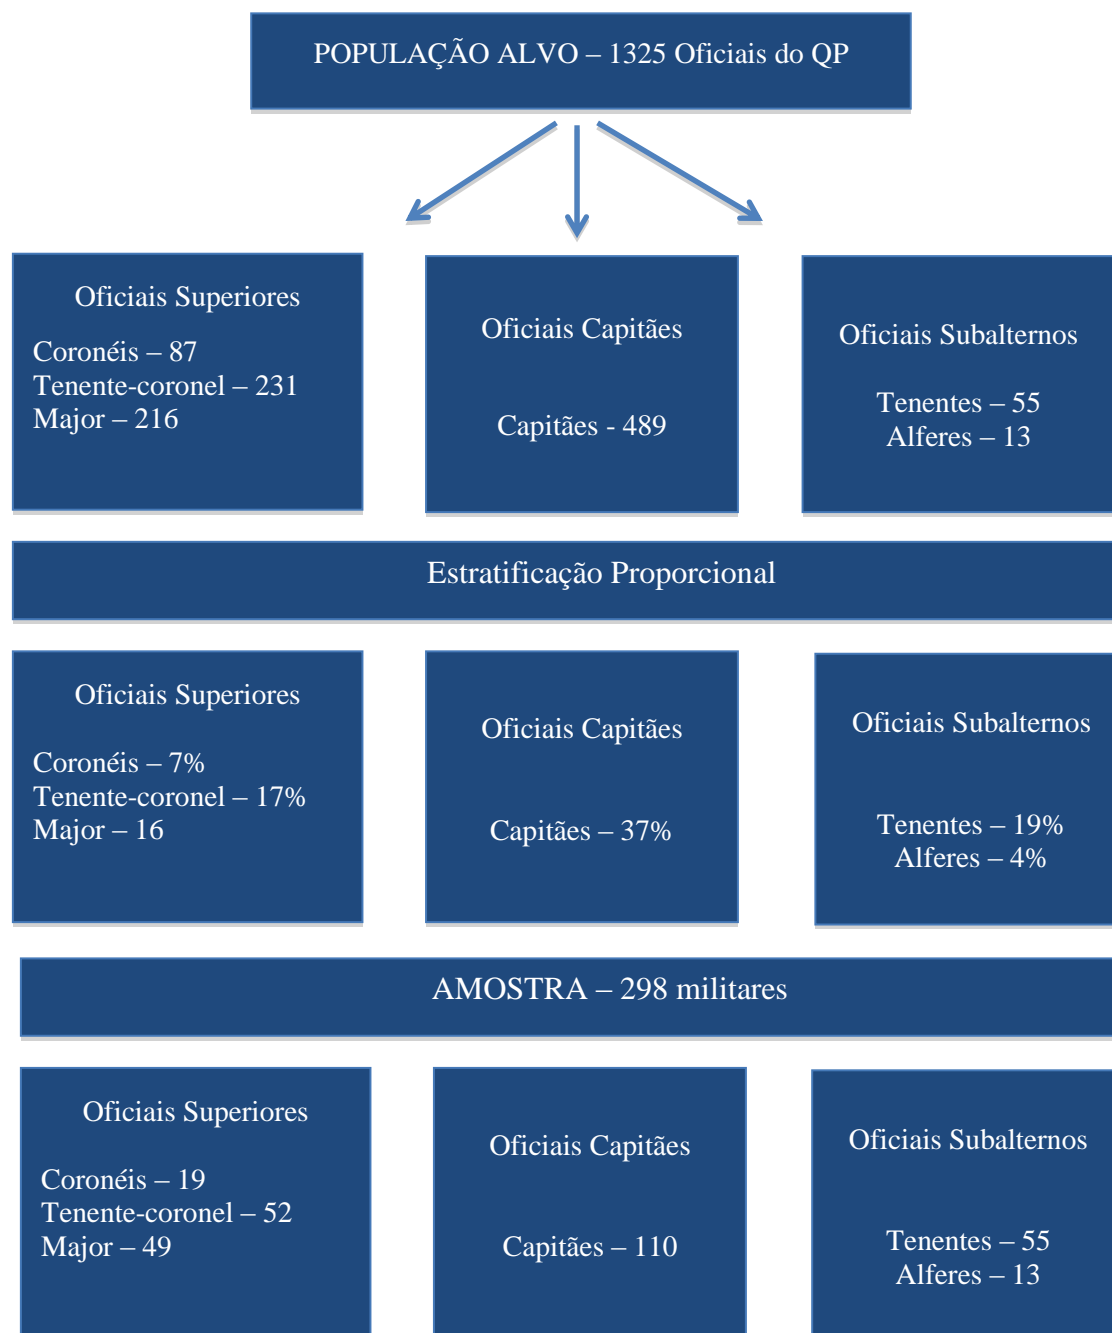 POPULAÇÃO ALVO – 1325 Oficiais do QP
Oficiais Superiores
Coronéis – 87
Tenente-coronel – 231
Major – 216
Oficiais Capitães
Capitães - 489
Oficiais Subalternos
Tenentes – 55
Alferes – 13
Estratificação Proporcional
Oficiais Superiores
Coronéis – 7%
Tenente-coronel – 17%
Major – 16
Oficiais Capitães
Capitães – 37%
Oficiais Subalternos
Tenentes – 19%
Alferes – 4%
AMOSTRA – 298 militares
Oficiais Superiores
Coronéis – 19
Tenente-coronel – 52
Major – 49
Oficiais Capitães
Capitães – 110
Oficiais Subalternos
Tenentes – 55
Alferes – 13